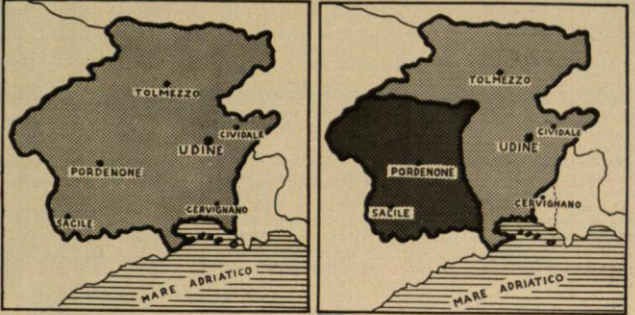 TOLMEZZO
CIVIDALE
UDINE
PORDENONE
CERVIGNANO
SACILE
MARE ADRIATICO
TOLMEZZO
CIVIDALE
UDINE
PORDENONE
CERVIGNANO
SACILE
MARE ADRIATICO